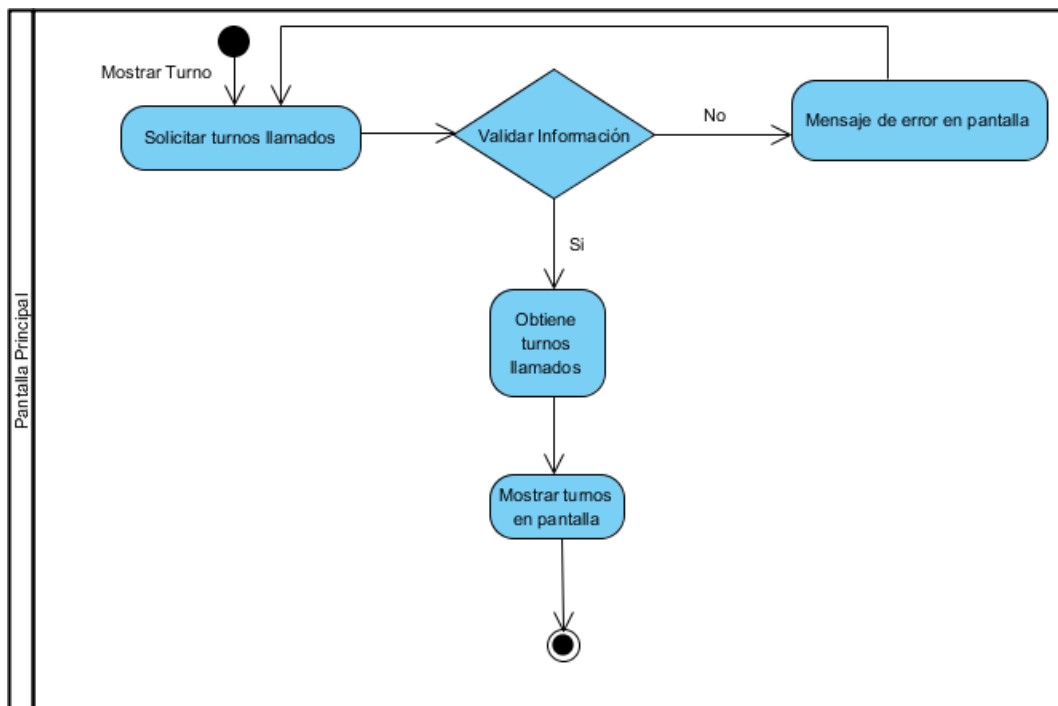 Mostrar Turno
Solicitar turnos llamados
Validar Información
No
Mensaje de error en pantalla
Si
Obtiene
turnos
llamados
Mostrar turnos
en pantalla
Pantalla Principal